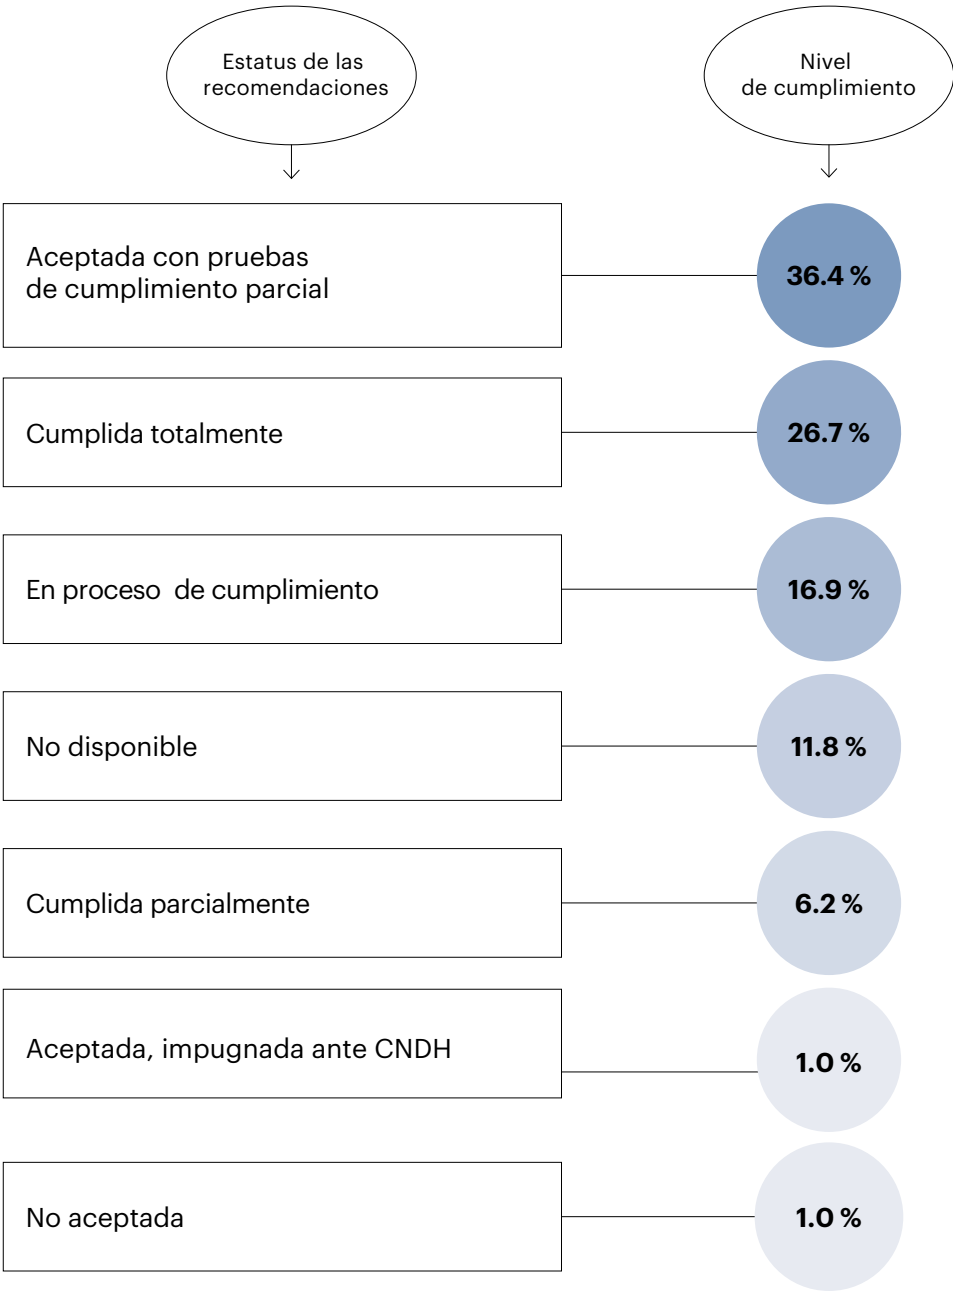 Estatus de las
recomendaciones
Nivel
de cumplimiento
Aceptada con pruebas
de cumplimiento parcial
36.4 %
Cumplida totalmente
26.7 %
En proceso de cumplimiento
16.9 %
No disponible
11.8 %
Cumplida parcialmente
6.2 %
Aceptada, impugnada ante CNDH
1.0 %
No aceptada
1.0 %